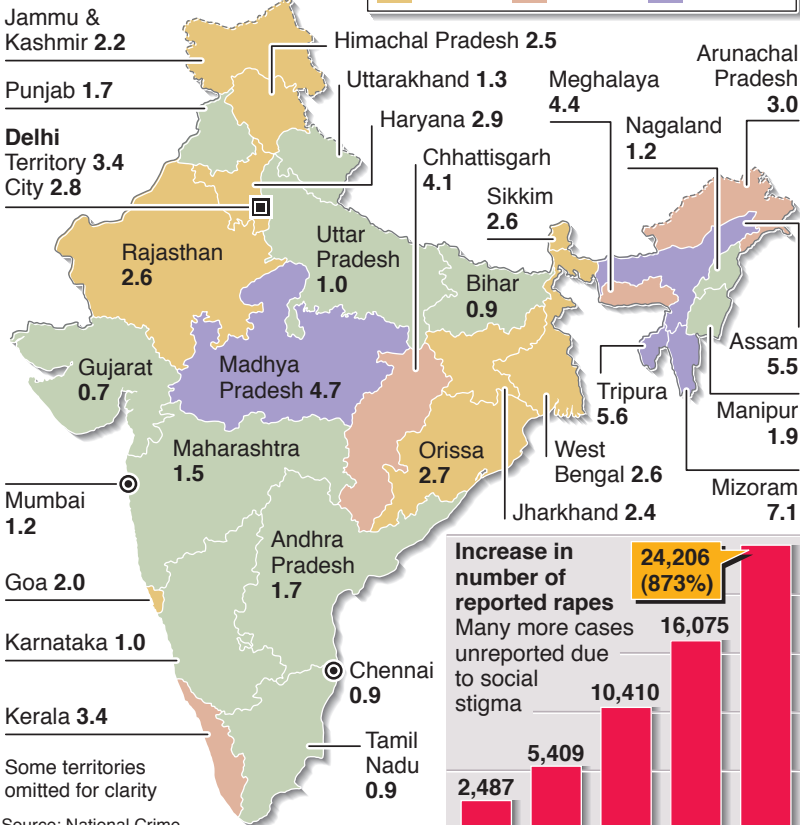 Jammu &
Kashmir 2.2
Himachal Pradesh 2.5
Uttarakhand 1.3
Haryana 2.9
Punjab 1.7
Delhi
Territory 3.4
City 2.8
Chhattisgarh
4.1
Sikkim
2.6
Meghalaya
4.4
Nagaland
1.2
Arunachal
Pradesh
3.0
Rajasthan
2.6
Uttar
Pradesh
1.0
Bihar
0.9
Gujarat
0.7
Madhya
Pradesh 4.7
Assam
5.5
Tripura
5.6
Manipur
1.9
Mizoram
7.1
Maharashtra
1.5
Orissa
2.7
West
Bengal 2.6
Jharkhand 2.4
Mumbai
1.2
Andhra
Pradesh
1.7
Goa 2.0
Karnataka 1.0
Chennai
0.9
Kerala 3.4
Tamil
Nadu
0.9
Some territories
omitted for clarity
Source: National Crime
Increase in
number of
reported rapes
Many more cases
unreported due
to social
stigma
2,487
5,409
10,410
16,075
24,206
(873%)